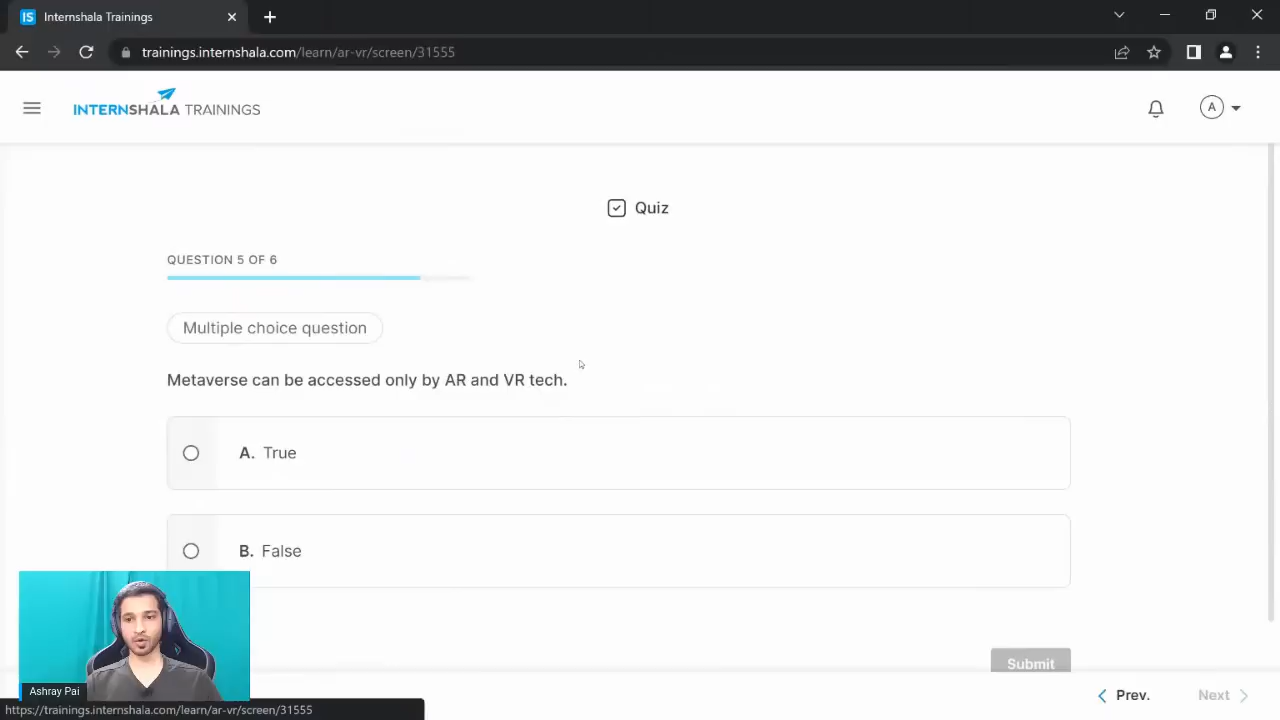 IS Internshala Trainings
trainings.internshala.com/learn/ar-vr/screen/31555
INTERNSHALA TRAININGS
A
Quiz
QUESTION 5 OF 6
Multiple choice question
Metaverse can be accessed only by AR and VR tech.
A. True
B. False
Submit
Ashray Pai
Prev.
Next
https://trainings.internshala.com/learn/ar-vr/screen/31555